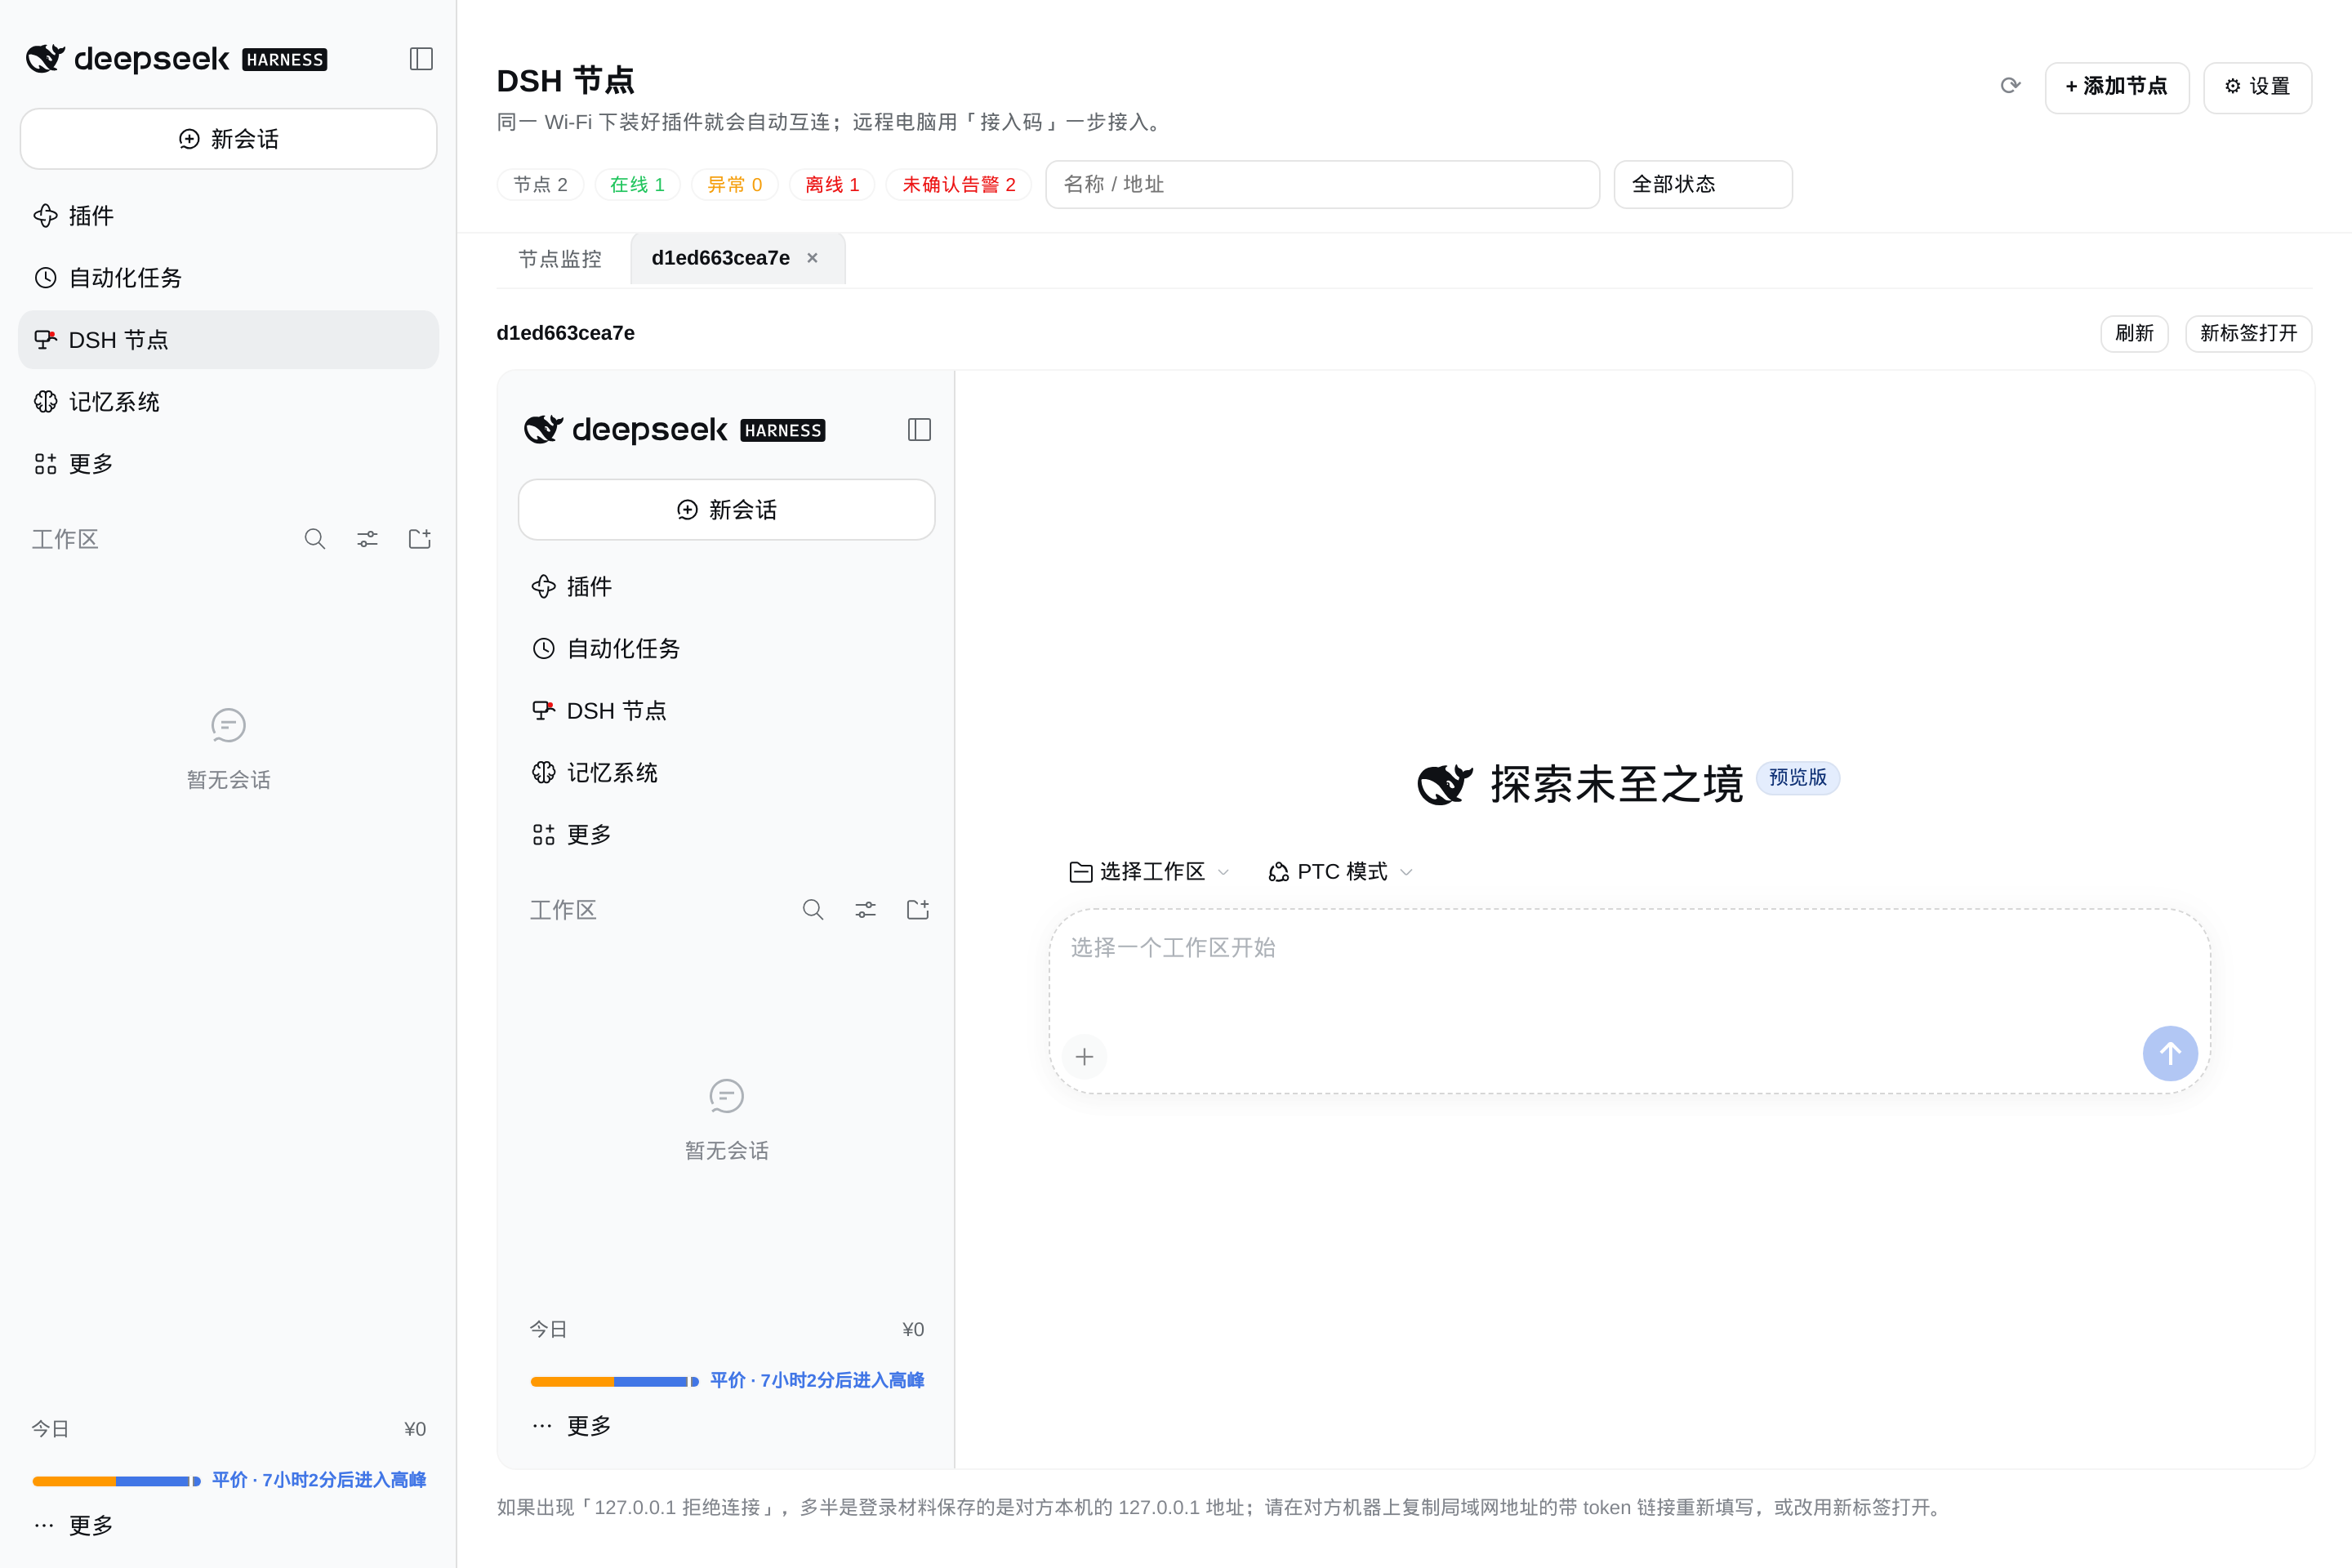 deepseek HARNESS
新会话
插件
自动化任务
DSH 节点
记忆系统
更多
工作区
暂无会话
今日 ¥0
平价 · 7小时2分后进入高峰
更多
DSH 节点
同一 Wi-Fi 下装好插件就会自动互连；远程电脑用「接入码」一步接入。
+ 添加节点
设置
节点 2
在线 1
异常 0
离线 1
未确认告警 2
名称 / 地址
全部状态
节点监控
d1ed663cea7e ×
d1ed663cea7e
刷新
新标签打开
deepseek HARNESS
新会话
插件
自动化任务
DSH 节点
记忆系统
更多
工作区
暂无会话
今日 ¥0
平价 · 7小时2分后进入高峰
更多
探索未至之境 预览版
选择工作区
PTC 模式
选择一个工作区开始
如果出现「127.0.0.1 拒绝连接」，多半是登录材料保存的是对方本机的 127.0.0.1 地址；请在对方机器上复制局域网地址的带 token 链接重新填写，或改用新标签打开。